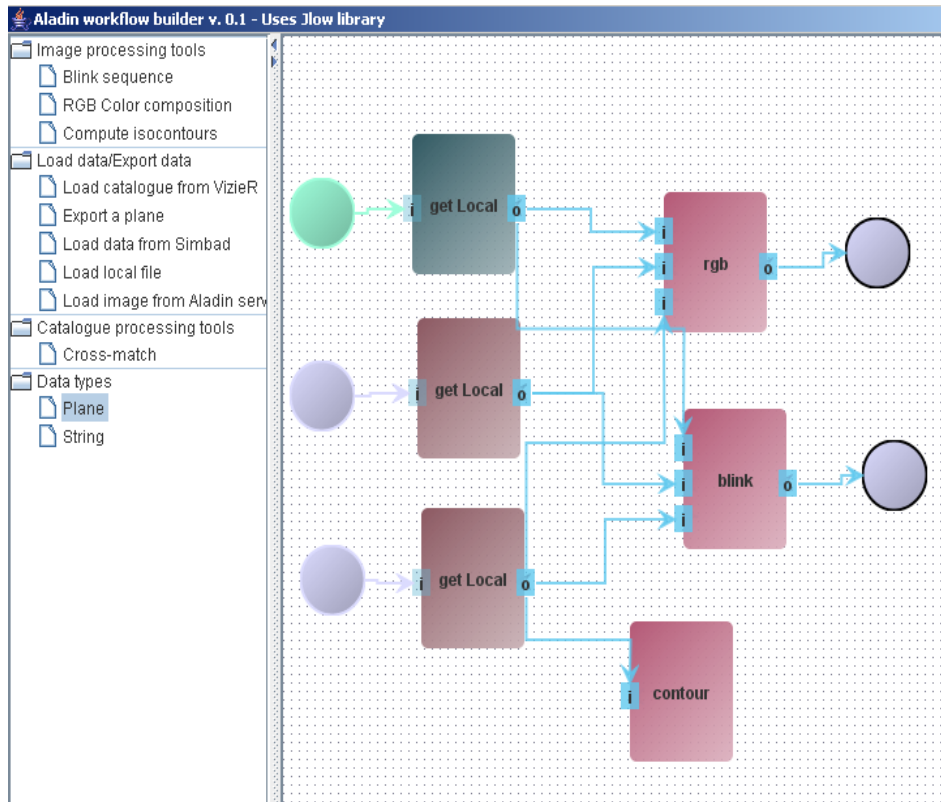 Aladin workflow builder v. 0.1 - Uses Jlow library
Image processing tools
Blink sequence
RGB Color composition
Compute isocontours
Load data/Export data
Load catalogue from VizieR
Export a plane
Load data from Simbad
Load local file
Load image from Aladin serv
Catalogue processing tools
Cross-match
Data types
Plane
String
i get Local o
i
i rgb o
i
i get Local o
i
i blink o
i
i get Local o
i contour